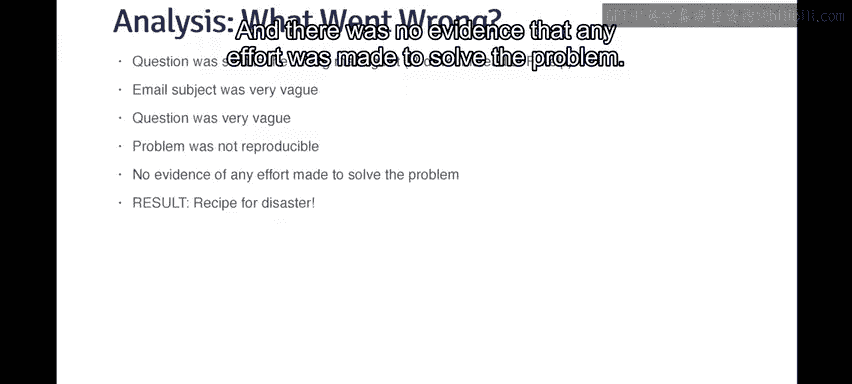 Analysis: What Went Wrong?
And there was no evidence that any
effort was made to solve the problem.
· Question was
· Email subject was very vague
· Question was very vague
· Problem was not reproducible
· No evidence of any effort made to solve the problem
· RESULT: Recipe for disaster!